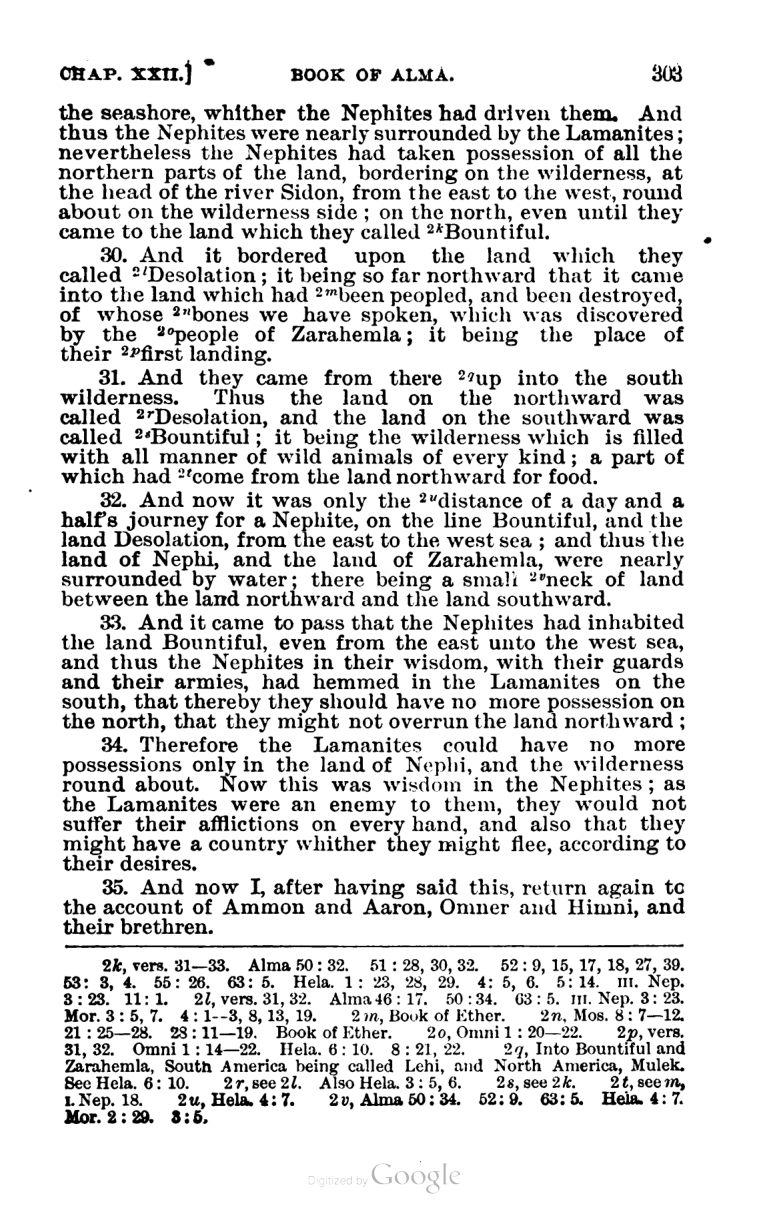 CHAP. XXII.] BOOK OF ALMA. 303
the seashore, whither the Nephites had driven them. And
thus the Nephites were nearly surrounded by the Lamanites;
nevertheless the Nephites had taken possession of all the
northern parts of the land, bordering on the wilderness, at
the head of the river Sidon, from the east to the west, round
about on the wilderness side; on the north, even until they
came to the land which they called 2kBountiful.
30. And it bordered upon the land which they
called 2lDesolation; it being so far northward that it came
into the land which had 2mbeen peopled, and been destroyed,
of whose 2nbones we have spoken, which was discovered
by the 2opeople of Zarahemla; it being the place of
their 2pfirst landing.
31. And they came from there 2qup into the south
wilderness. Thus the land on the northward was
called 2rDesolation, and the land on the southward was
called 2sBountiful; it being the wilderness which is filled
with all manner of wild animals of every kind; a part of
which had 2tcome from the land northward for food.
32. And now it was only the 2udistance of a day and a
half's journey for a Nephite, on the line Bountiful, and the
land Desolation, from the east to the west sea; and thus the
land of Nephi, and the land of Zarahemla, were nearly
surrounded by water; there being a small 2vneck of land
between the land northward and the land southward.
33. And it came to pass that the Nephites had inhabited
the land Bountiful, even from the east unto the west sea,
and thus the Nephites in their wisdom, with their guards
and their armies, had hemmed in the Lamanites on the
south, that thereby they should have no more possession on
the north, that they might not overrun the land northward;
34. Therefore the Lamanites could have no more
possessions only in the land of Nephi, and the wilderness
round about. Now this was wisdom in the Nephites; as
the Lamanites were an enemy to them, they would not
suffer their afflictions on every hand, and also that they
might have a country whither they might flee, according to
their desires.
35. And now I, after having said this, return again to
the account of Ammon and Aaron, Omner and Himni, and
their brethren.
2k, vers. 31—33. Alma 50: 32. 51: 28, 30, 32. 52: 9, 15, 17, 18, 27, 39.
53: 3, 4. 55: 26. 63: 5. Hela. 1: 23, 28, 29. 4: 5, 6. 5: 14. III. Nep.
3: 23. 11: 1. 2l, vers. 31, 32. Alma 46: 17. 50: 34. 63: 5. III. Nep. 3: 23.
Mor. 3: 5, 7. 4: 1--3, 8, 13, 19. 2m, Book of Ether. 2n, Mos. 8: 7—12.
21: 25—28. 28: 11—19. Book of Ether. 2o, Omni 1: 20—22. 2p, vers.
31, 32. Omni 1: 14—22. Hela. 6: 10. 8: 21, 22. 2q, Into Bountiful and
Zarahemla, South America being called Lehi, and North America, Mulek.
See Hela. 6: 10. 2r, see 2l. Also Hela. 3: 5, 6. 2s, see 2k. 2t, see m,
I. Nep. 18. 2u, Hela. 4: 7. 2v, Alma 50: 34. 52: 9. 63: 5. Hela. 4: 7.
Mor. 2: 29. 3: 5.
Digitized by Google